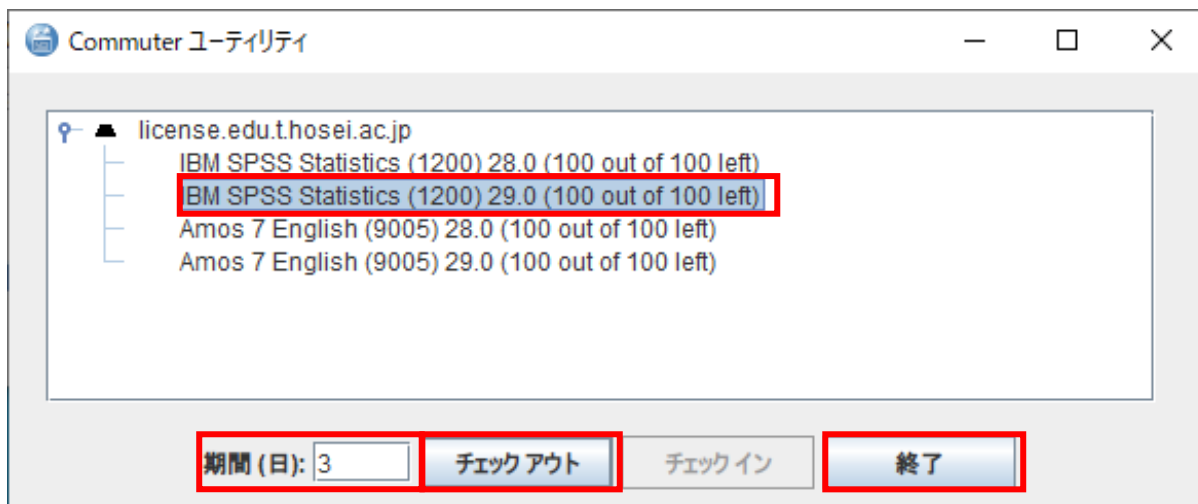 Commuter ユーティリティ
license.edu.t.hosei.ac.jp
IBM SPSS Statistics (1200) 28.0 (100 out of 100 left)
IBM SPSS Statistics (1200) 29.0 (100 out of 100 left)
Amos 7 English (9005) 28.0 (100 out of 100 left)
Amos 7 English (9005) 29.0 (100 out of 100 left)
期間 (日): 3 チェック アウト チェック イン 終了